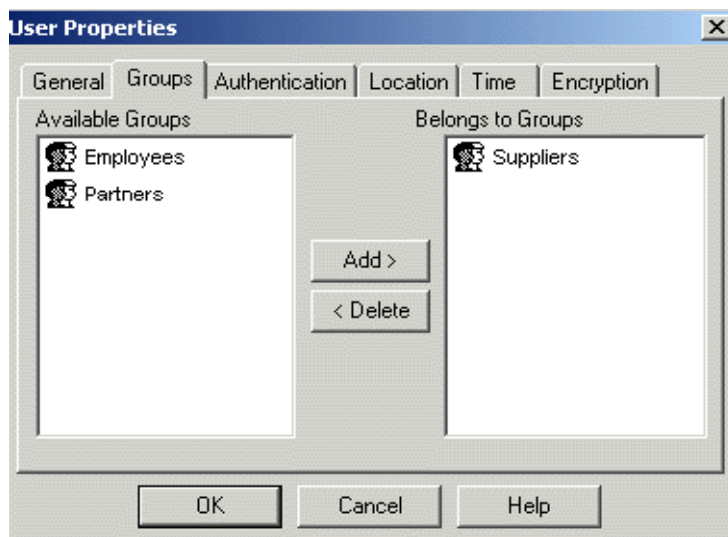 User Properties
General Groups Authentication Location Time Encryption
Available Groups Belongs to Groups
Employees Suppliers
Partners
Add >
< Delete
OK Cancel Help